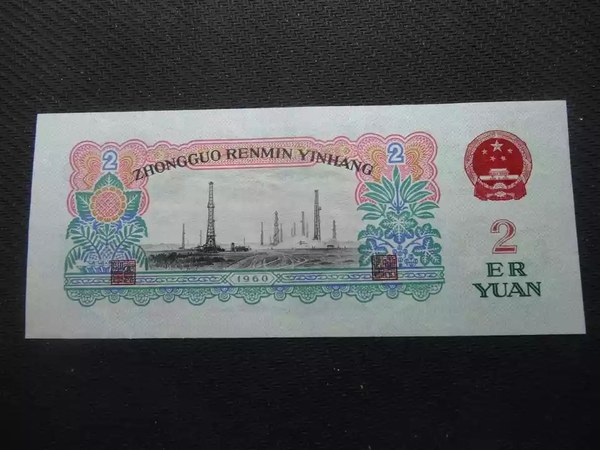 2
ZHONGGUO RENMIN YINHANG
2
1960
2
ER
YUAN